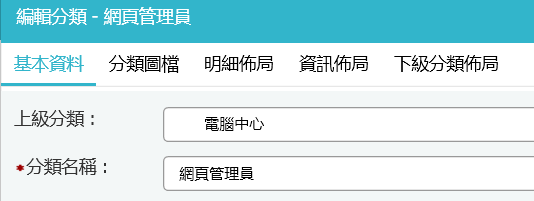 編輯分類 - 網頁管理員
基本資料 分類圖檔 明細佈局 資訊佈局 下級分類佈局
上級分類： 電腦中心
*分類名稱： 網頁管理員